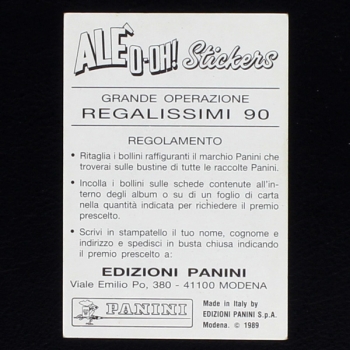 ALÉ O-OH! Stickers
GRANDE OPERAZIONE
REGALISSIMI 90
REGOLAMENTO
• Ritaglia i bollini raffiguranti il marchio Panini che
troverai sulle bustine di tutte le raccolte Panini.
• Incolla i bollini sulle schede contenute all'in-
terno degli album o su di un foglio di carta
nella quantità indicata per richiedere il premio
prescelto.
• Scrivi in stampatello il tuo nome, cognome e
indirizzo e spedisci in busta chiusa indicando
il premio prescelto a:
EDIZIONI PANINI
Viale Emilio Po, 380 - 41100 MODENA
PANINI
Made in Italy by
EDIZIONI PANINI S.p.A.
Modena. © 1989